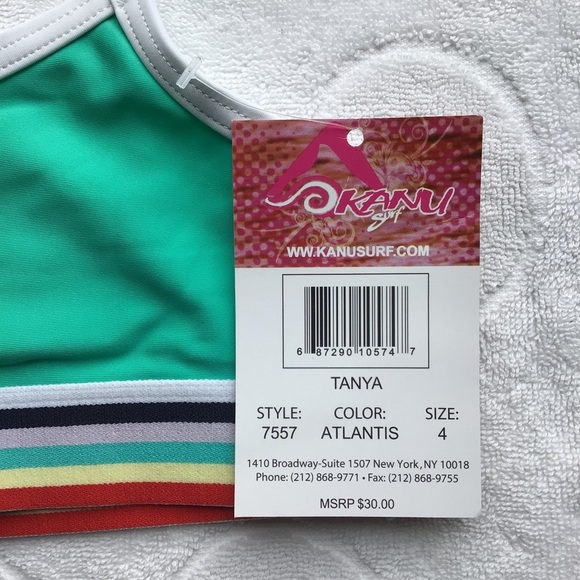 KANU
surf
WW.KANUSURF.COM
6 87290 10574 7
TANYA
STYLE: COLOR: SIZE:
7557 ATLANTIS 4
1410 Broadway-Suite 1507 New York, NY 10018
Phone: (212) 868-9771 • Fax: (212) 868-9755
MSRP $30.00